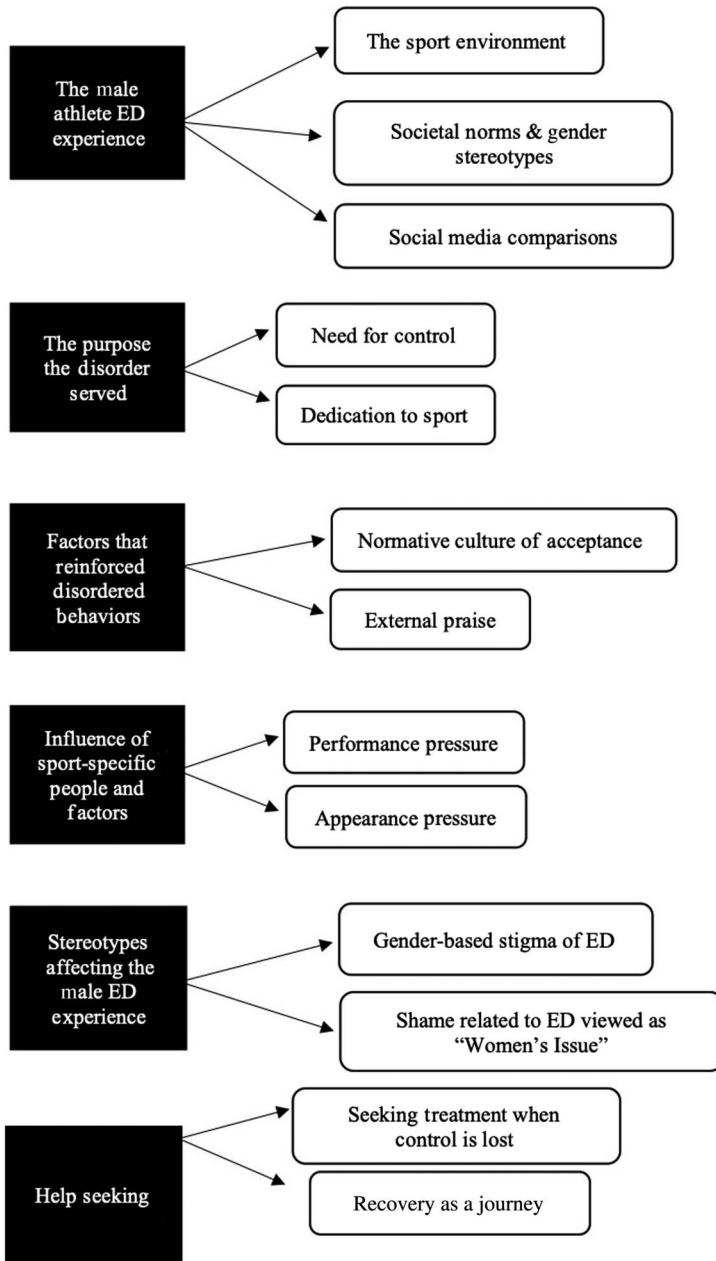 The male
athlete ED
experience
The sport environment
Societal norms & gender
stereotypes
Social media comparisons
The purpose
the disorder
served
Need for control
Dedication to sport
Factors that
reinforced
disordered
behaviors
Normative culture of acceptance
External praise
Influence of
sport-specific
people and
factors
Performance pressure
Appearance pressure
Stereotypes
affecting the
male ED
experience
Gender-based stigma of ED
Shame related to ED viewed as
“Women’s Issue”
Help seeking
Seeking treatment when
control is lost
Recovery as a journey